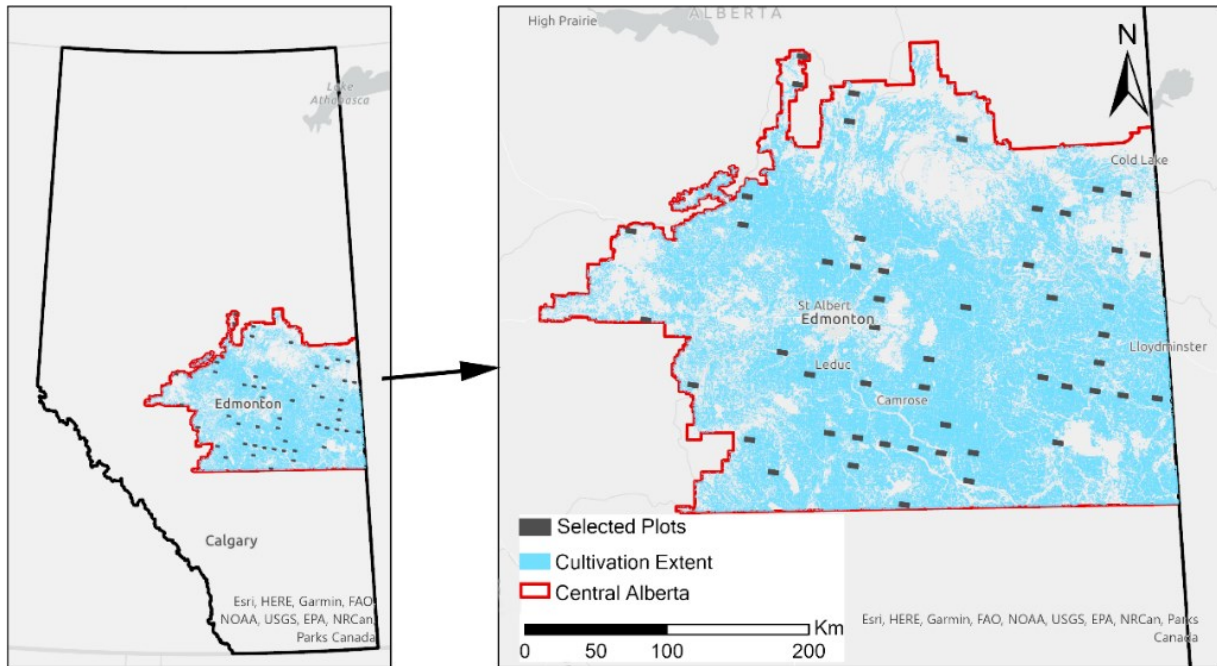 Lake
Athabasca
Edmonton
Calgary
Esri, HERE, Garmin, FAO,
NOAA, USGS, EPA, NRCan,
Parks Canada
High Prairie
ALBERTA
N
Cold Lake
St Albert
Edmonton
Lloydminster
Leduc
Camrose
Selected Plots
Cultivation Extent
Central Alberta
Km
0 50 100 200
Esri, HERE, Garmin, FAO, NOAA, USGS, EPA, NRCan, Parks
Canada